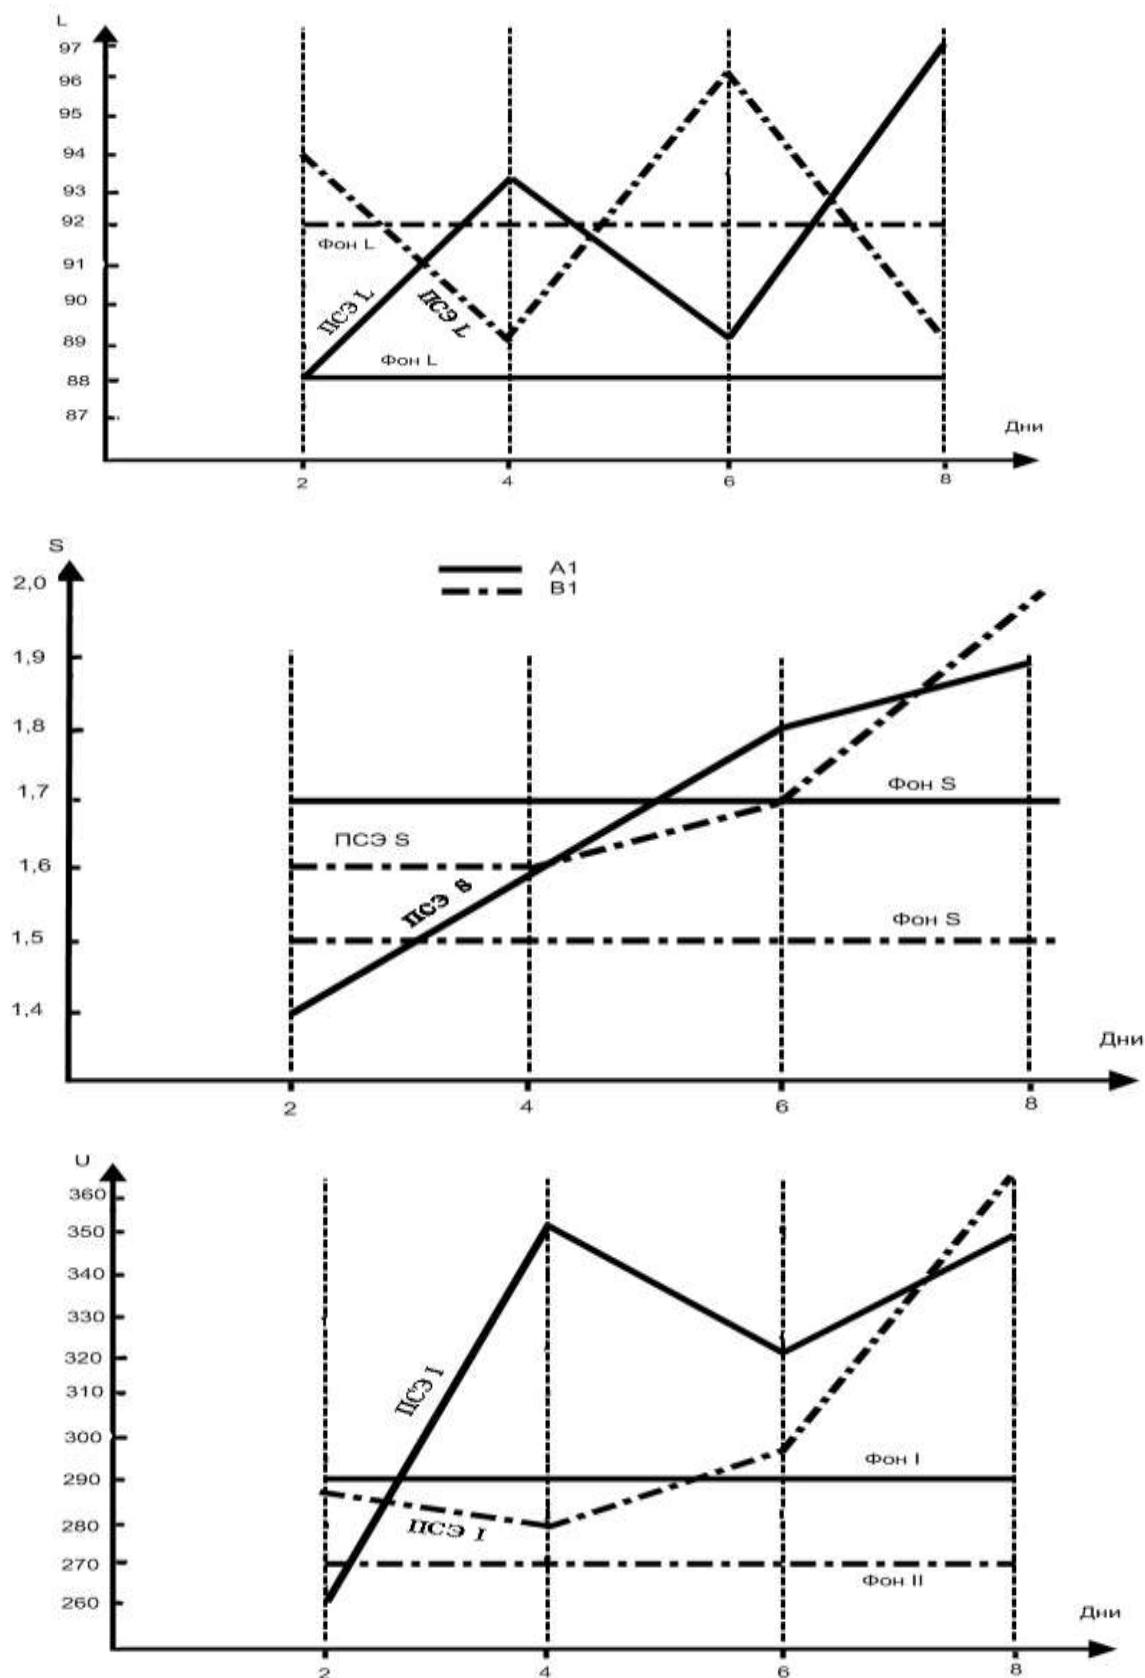 L
97
96
95
94
93
92
Фон L
91
90
ПСЭ L
ПСЭ L
89
Фон L
88
87
Дни
2
4
6
8
S
A1
2,0
B1
1,9
1,8
1,7
Фон S
ПСЭ S
1,6
ПСЭ S
Фон S
1,5
1,4
Дни
2
4
6
8
U
360
350
340
330
320
ПСЭ I
310
300
Фон I
290
280
ПСЭ I
270
Фон II
260
Дни
2
4
6
8